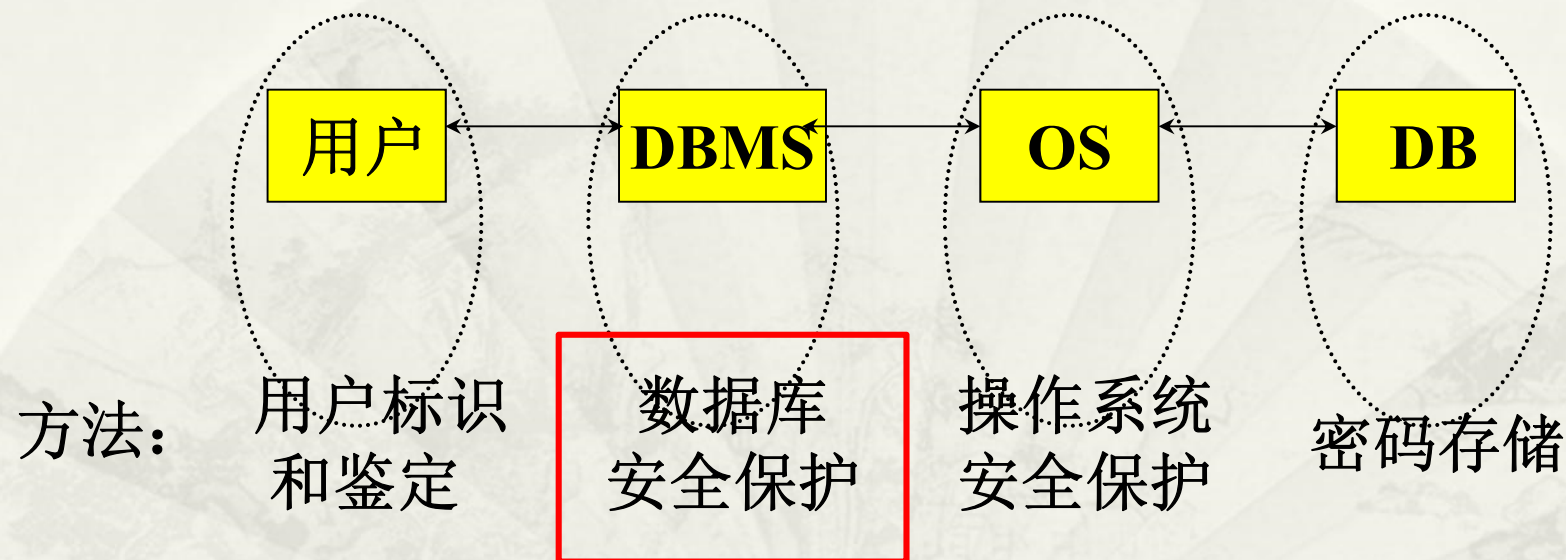 用户 DBMS OS DB
方法： 用户标识 数据库 操作系统 密码存储
和鉴定 安全保护 安全保护